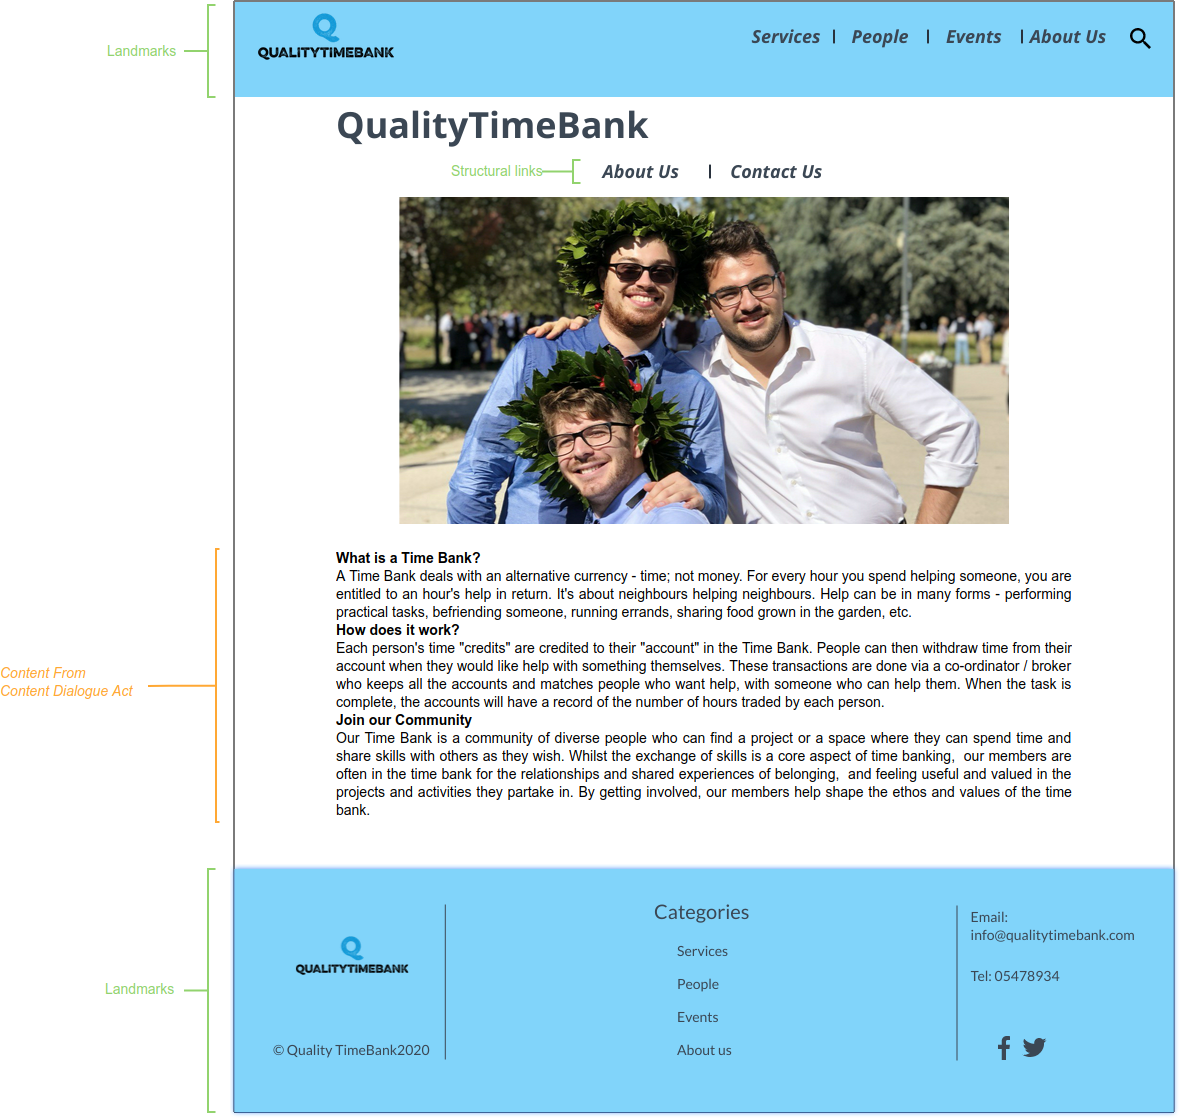 Landmarks
QUALITYTIMEBANK
Services | People | Events | About Us
QualityTimeBank
Structural links
About Us | Contact Us
What is a Time Bank?
A Time Bank deals with an alternative currency - time; not money. For every hour you spend helping someone, you are
entitled to an hour's help in return. It's about neighbours helping neighbours. Help can be in many forms - performing
practical tasks, befriending someone, running errands, sharing food grown in the garden, etc.
How does it work?
Each person's time "credits" are credited to their "account" in the Time Bank. People can then withdraw time from their
account when they would like help with something themselves. These transactions are done via a co-ordinator / broker
who keeps all the accounts and matches people who want help, with someone who can help them. When the task is
complete, the accounts will have a record of the number of hours traded by each person.
Join our Community
Our Time Bank is a community of diverse people who can find a project or a space where they can spend time and
share skills with others as they wish. Whilst the exchange of skills is a core aspect of time banking,  our members are
often in the time bank for the relationships and shared experiences of belonging,  and feeling useful and valued in the
projects and activities they partake in. By getting involved, our members help shape the ethos and values of the time
bank.
Content From
Content Dialogue Act
Landmarks
QUALITYTIMEBANK
© Quality TimeBank2020
Categories
Services
People
Events
About us
Email:
info@qualitytimebank.com
Tel: 05478934